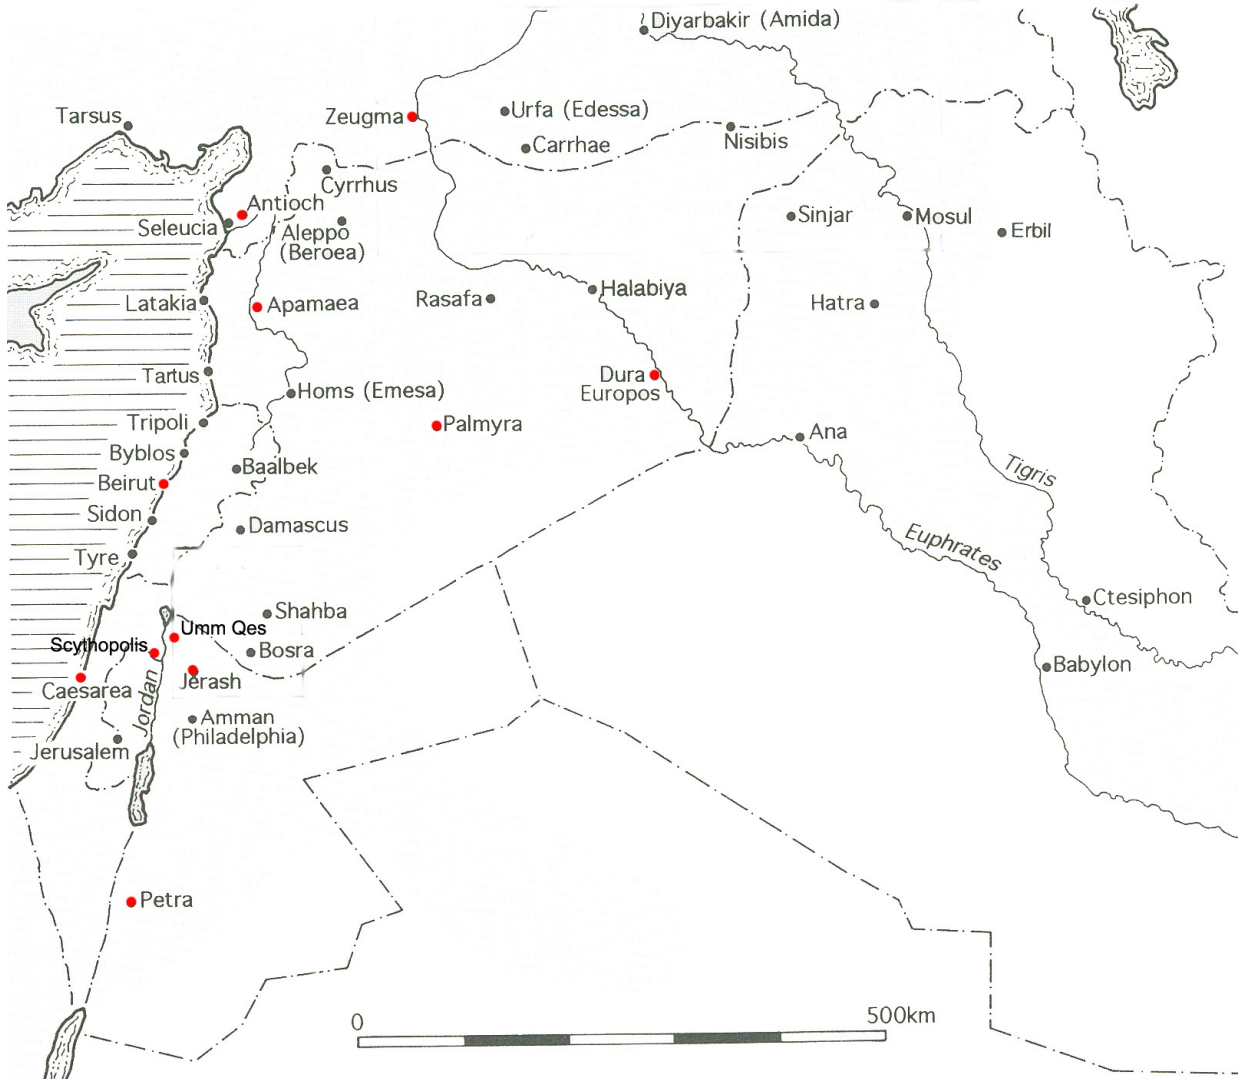 Diyarbakir (Amida)
Tarsus
Zeugma
Urfa (Edessa)
Carrhae
Nisibis
Cyrrhus
Antioch
Seleucia
Aleppo
(Beroea)
Sinjar
Mosul
Erbil
Latakia
Apamaea
Rasafa
Halabiya
Hatra
Tartus
Homs (Emesa)
Dura
Europos
Tripoli
Palmyra
Ana
Byblos
Baalbek
Beirut
Tigris
Sidon
Damascus
Euphrates
Tyre
Shahba
Ctesiphon
Umm Qes
Scythopolis
Bosra
Babylon
Caesarea
Jerash
Jordan
Amman
(Philadelphia)
Jerusalem
Petra
0
500km